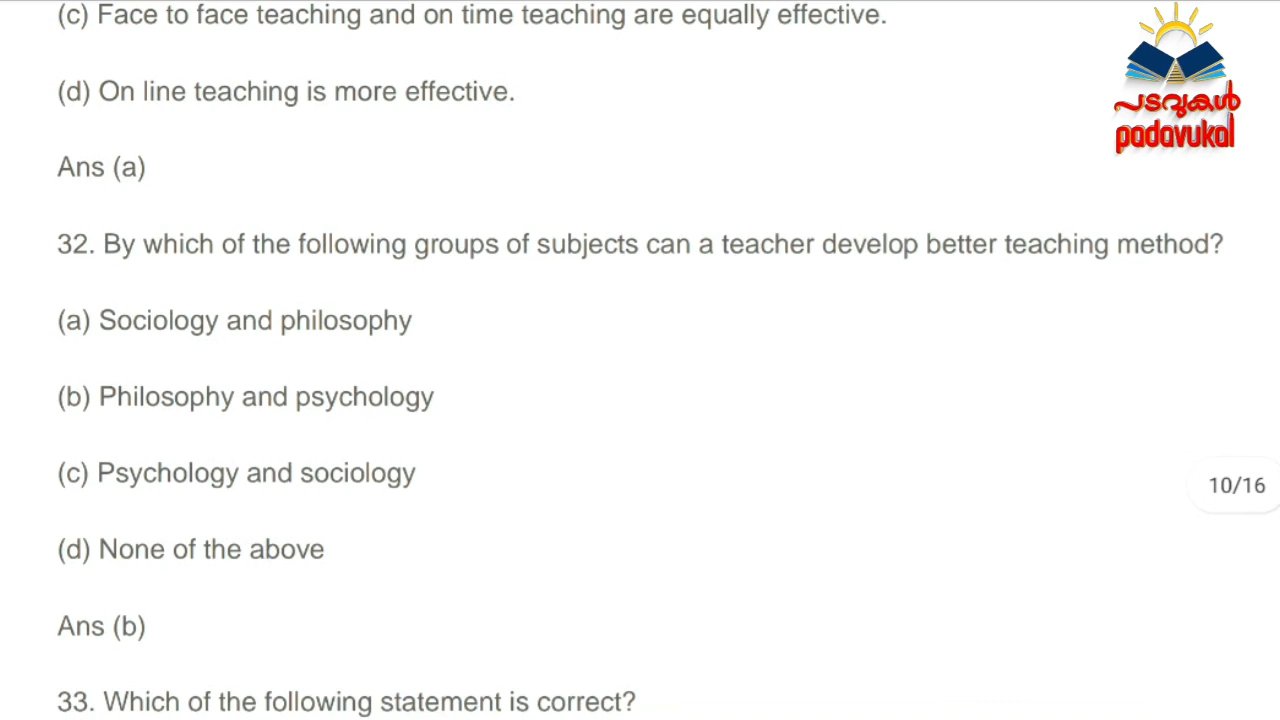 (c) Face to face teaching and on time teaching are equally effective.
(d) On line teaching is more effective.
പടവുകൾ
padavukal
Ans (a)
32. By which of the following groups of subjects can a teacher develop better teaching method?
(a) Sociology and philosophy
(b) Philosophy and psychology
(c) Psychology and sociology
10/16
(d) None of the above
Ans (b)
33. Which of the following statement is correct?